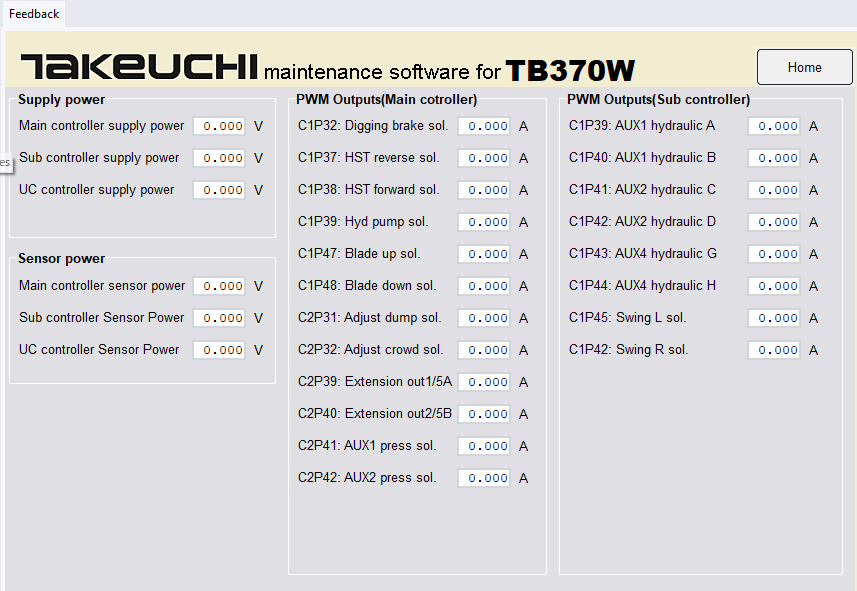 Feedback
TAKEUCHI maintenance software for TB370W
Home
Supply power
Main controller supply power 0.000 V
Sub controller supply power 0.000 V
UC controller supply power 0.000 V
Sensor power
Main controller sensor power 0.000 V
Sub controller Sensor Power 0.000 V
UC controller Sensor Power 0.000 V
PWM Outputs(Main cotroller)
C1P32: Digging brake sol. 0.000 A
C1P37: HST reverse sol. 0.000 A
C1P38: HST forward sol. 0.000 A
C1P39: Hyd pump sol. 0.000 A
C1P47: Blade up sol. 0.000 A
C1P48: Blade down sol. 0.000 A
C2P31: Adjust dump sol. 0.000 A
C2P32: Adjust crowd sol. 0.000 A
C2P39: Extension out1/5A 0.000 A
C2P40: Extension out2/5B 0.000 A
C2P41: AUX1 press sol. 0.000 A
C2P42: AUX2 press sol. 0.000 A
PWM Outputs(Sub controller)
C1P39: AUX1 hydraulic A 0.000 A
C1P40: AUX1 hydraulic B 0.000 A
C1P41: AUX2 hydraulic C 0.000 A
C1P42: AUX2 hydraulic D 0.000 A
C1P43: AUX4 hydraulic G 0.000 A
C1P44: AUX4 hydraulic H 0.000 A
C1P45: Swing L sol. 0.000 A
C1P42: Swing R sol. 0.000 A
es